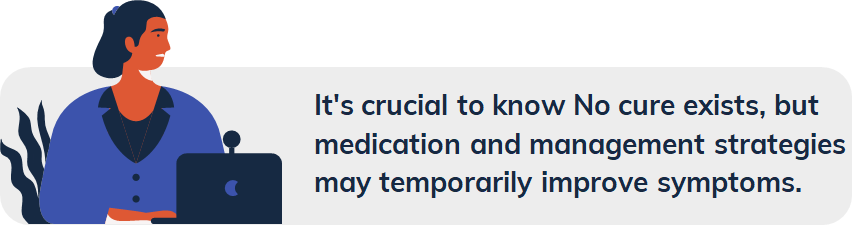 It's crucial to know No cure exists, but
medication and management strategies
may temporarily improve symptoms.